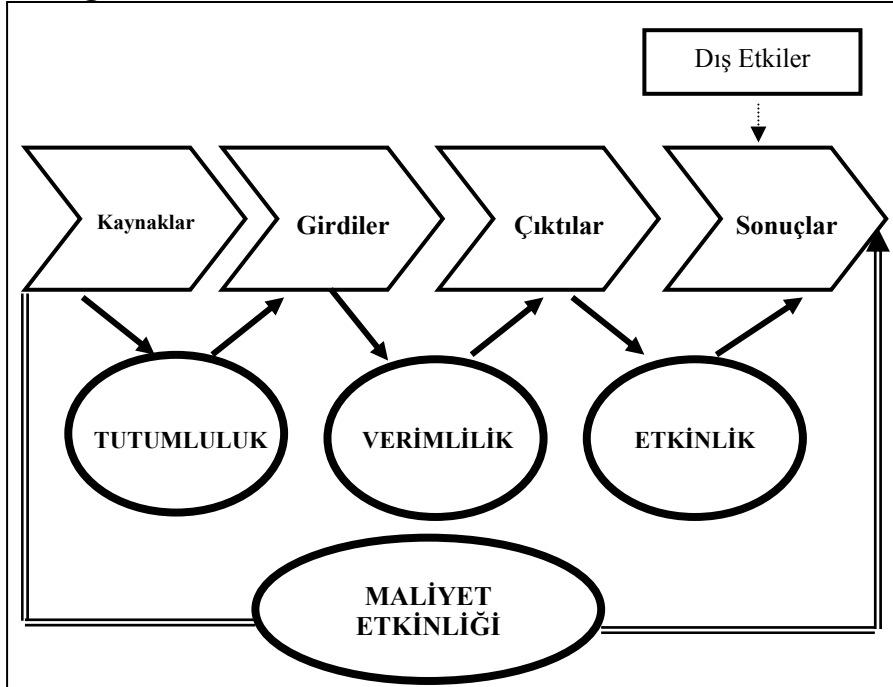 Dış Etkiler
Kaynaklar
Girdiler
Çıktılar
Sonuçlar
TUTUMLULUK
VERİMLİLİK
ETKİNLİK
MALİYET
ETKİNLİĞİ